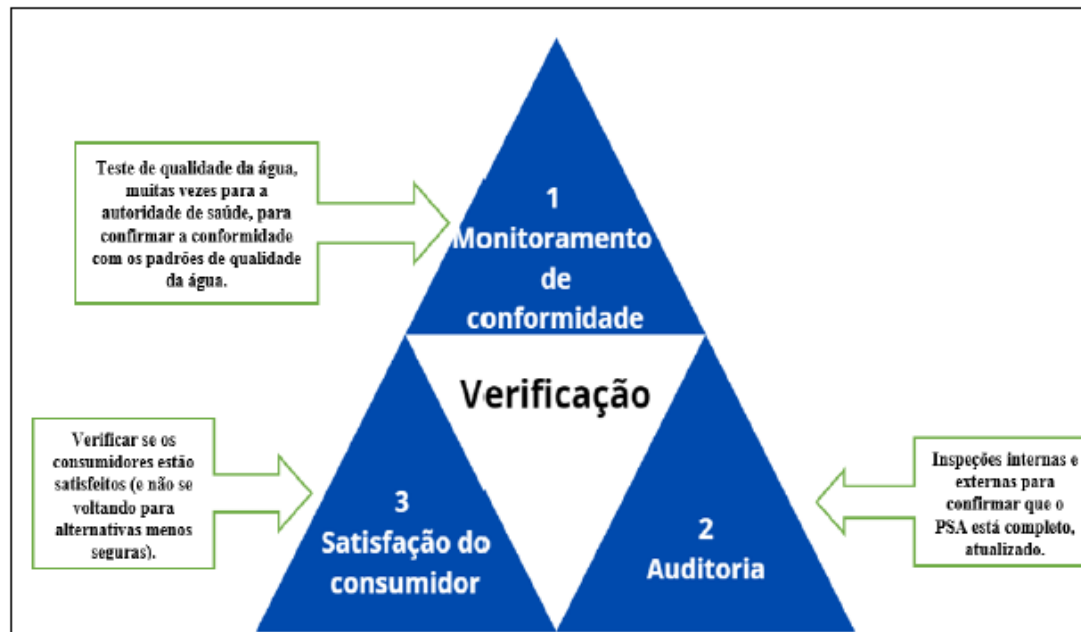 Teste de qualidade da água,
muitas vezes para a
autoridade de saúde, para
confirmar a conformidade
com os padrões de qualidade
da água.
1
Monitoramento
de
conformidade
Verificação
Verificar se os
consumidores estão
satisfeitos (e não se
voltando para
alternativas menos
seguras).
3
Satisfação do
consumidor
2
Auditoria
Inspeções internas e
externas para
confirmar que o
PSA está completo,
atualizado.